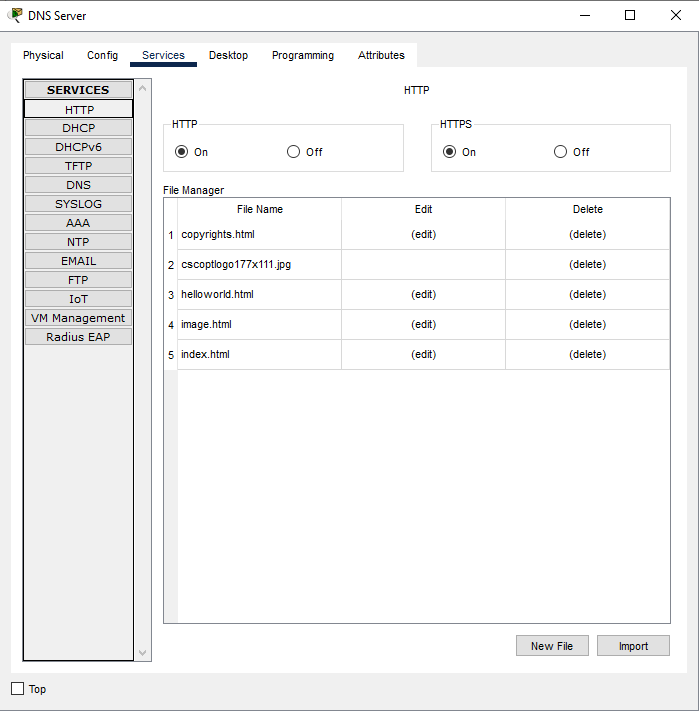 DNS Server
Physical Config Services Desktop Programming Attributes
SERVICES
HTTP
DHCP
DHCPv6
TFTP
DNS
SYSLOG
AAA
NTP
EMAIL
FTP
IoT
VM Management
Radius EAP
HTTP
HTTP
On Off
HTTPS
On Off
File Manager
File Name Edit Delete
1 copyrights.html (edit) (delete)
2 cscoptlogo177x111.jpg (delete)
3 helloworld.html (edit) (delete)
4 image.html (edit) (delete)
5 index.html (edit) (delete)
New File Import
Top